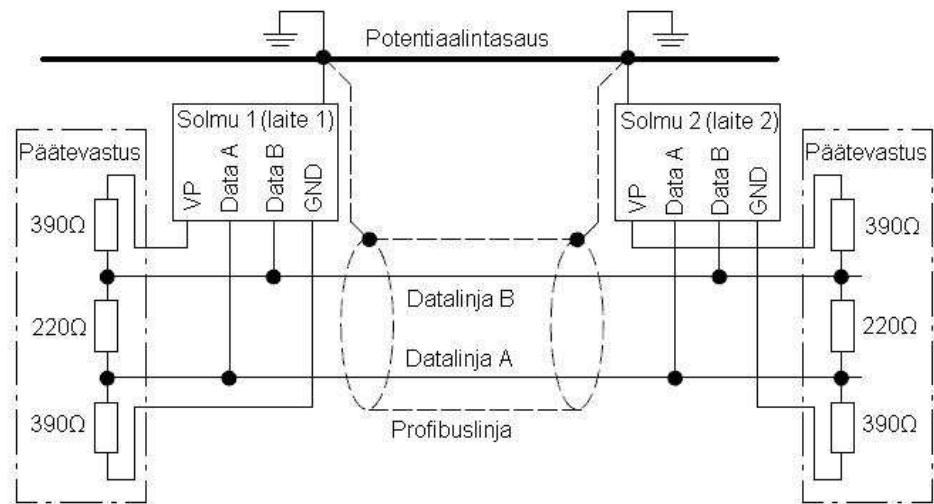 Potentiaalintasaus
Solmu 1 (laite 1)
VP
Data A
Data B
GND
Solmu 2 (laite 2)
VP
Data A
Data B
GND
Päätevastus
390Ω
220Ω
390Ω
Päätevastus
390Ω
220Ω
390Ω
Datalinja B
Datalinja A
Profibuslinja